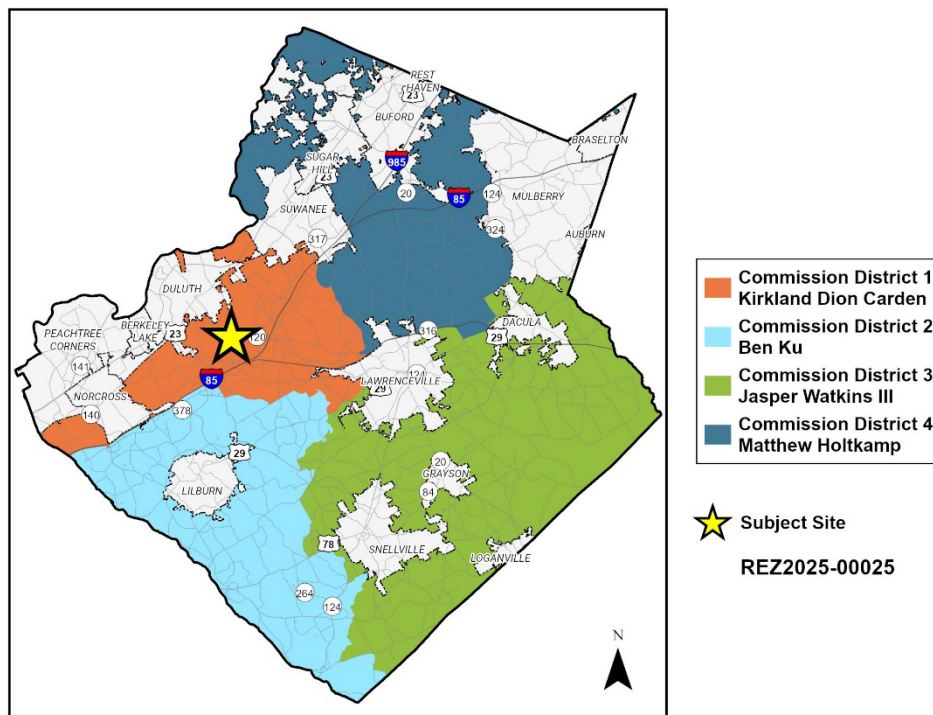 REST
HAVEN
23
BUFORD
BRASELTON
SUGAR
HILL
23
985
20
85
124
MULBERRY
SUWANEE
324
AUBURN
317
DULUTH
BERKELEY
LAKE
23
120
PEACHTREE
CORNERS
141
316
DACULA
29
85
124
LAWRENCEVILLE
29
NORCROSS
140
378
29
LILBURN
20
GRAYSON
84
78
SNELLVILLE
LOGANVILLE
264
124
N
Commission District 1
Kirkland Dion Carden
Commission District 2
Ben Ku
Commission District 3
Jasper Watkins III
Commission District 4
Matthew Holtkamp
Subject Site
REZ2025-00025